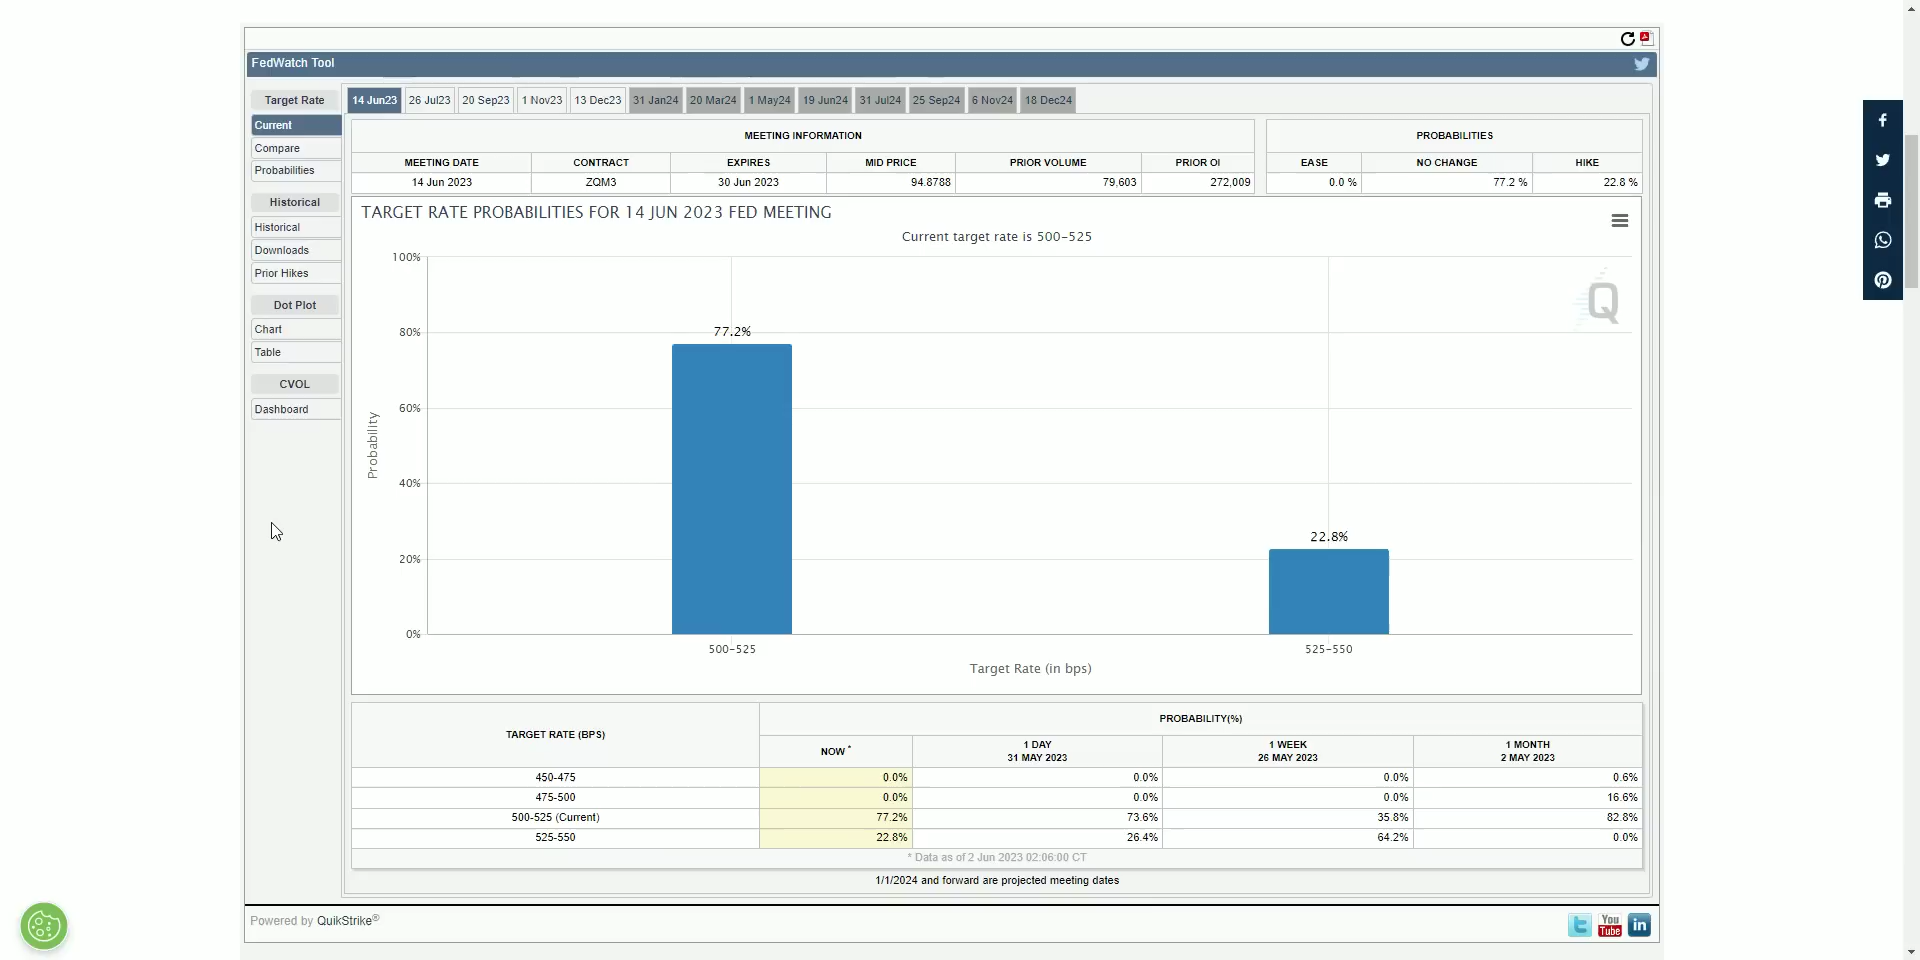 FedWatch Tool
Target Rate
14 Jun23 26 Jul23 20 Sep23 1 Nov23 13 Dec23 31 Jan24 20 Mar24 1 May24 19 Jun24 31 Jul24 25 Sep24 6 Nov24 18 Dec24
Current
Compare
Probabilities
Historical
Historical
Downloads
Prior Hikes
Dot Plot
Chart
Table
CVOL
Dashboard
MEETING INFORMATION
MEETING DATE CONTRACT EXPIRES MID PRICE PRIOR VOLUME PRIOR OI
14 Jun 2023 ZQM3 30 Jun 2023 94.8788 79,603 272,009
PROBABILITIES
EASE NO CHANGE HIKE
0.0 % 77.2 % 22.8 %
TARGET RATE PROBABILITIES FOR 14 JUN 2023 FED MEETING
Current target rate is 500-525
Q
100%
80%
60%
40%
20%
0%
Probability
77.2%
22.8%
500-525 525-550
Target Rate (in bps)
TARGET RATE (BPS) PROBABILITY(%)
NOW * 1 DAY 1 WEEK 1 MONTH
31 MAY 2023 26 MAY 2023 2 MAY 2023
450-475 0.0% 0.0% 0.0% 0.6%
475-500 0.0% 0.0% 0.0% 16.6%
500-525 (Current) 77.2% 73.6% 35.8% 82.8%
525-550 22.8% 26.4% 64.2% 0.0%
* Data as of 2 Jun 2023 02:06:00 CT
1/1/2024 and forward are projected meeting dates
Powered by QuikStrike®
You
Tube
in